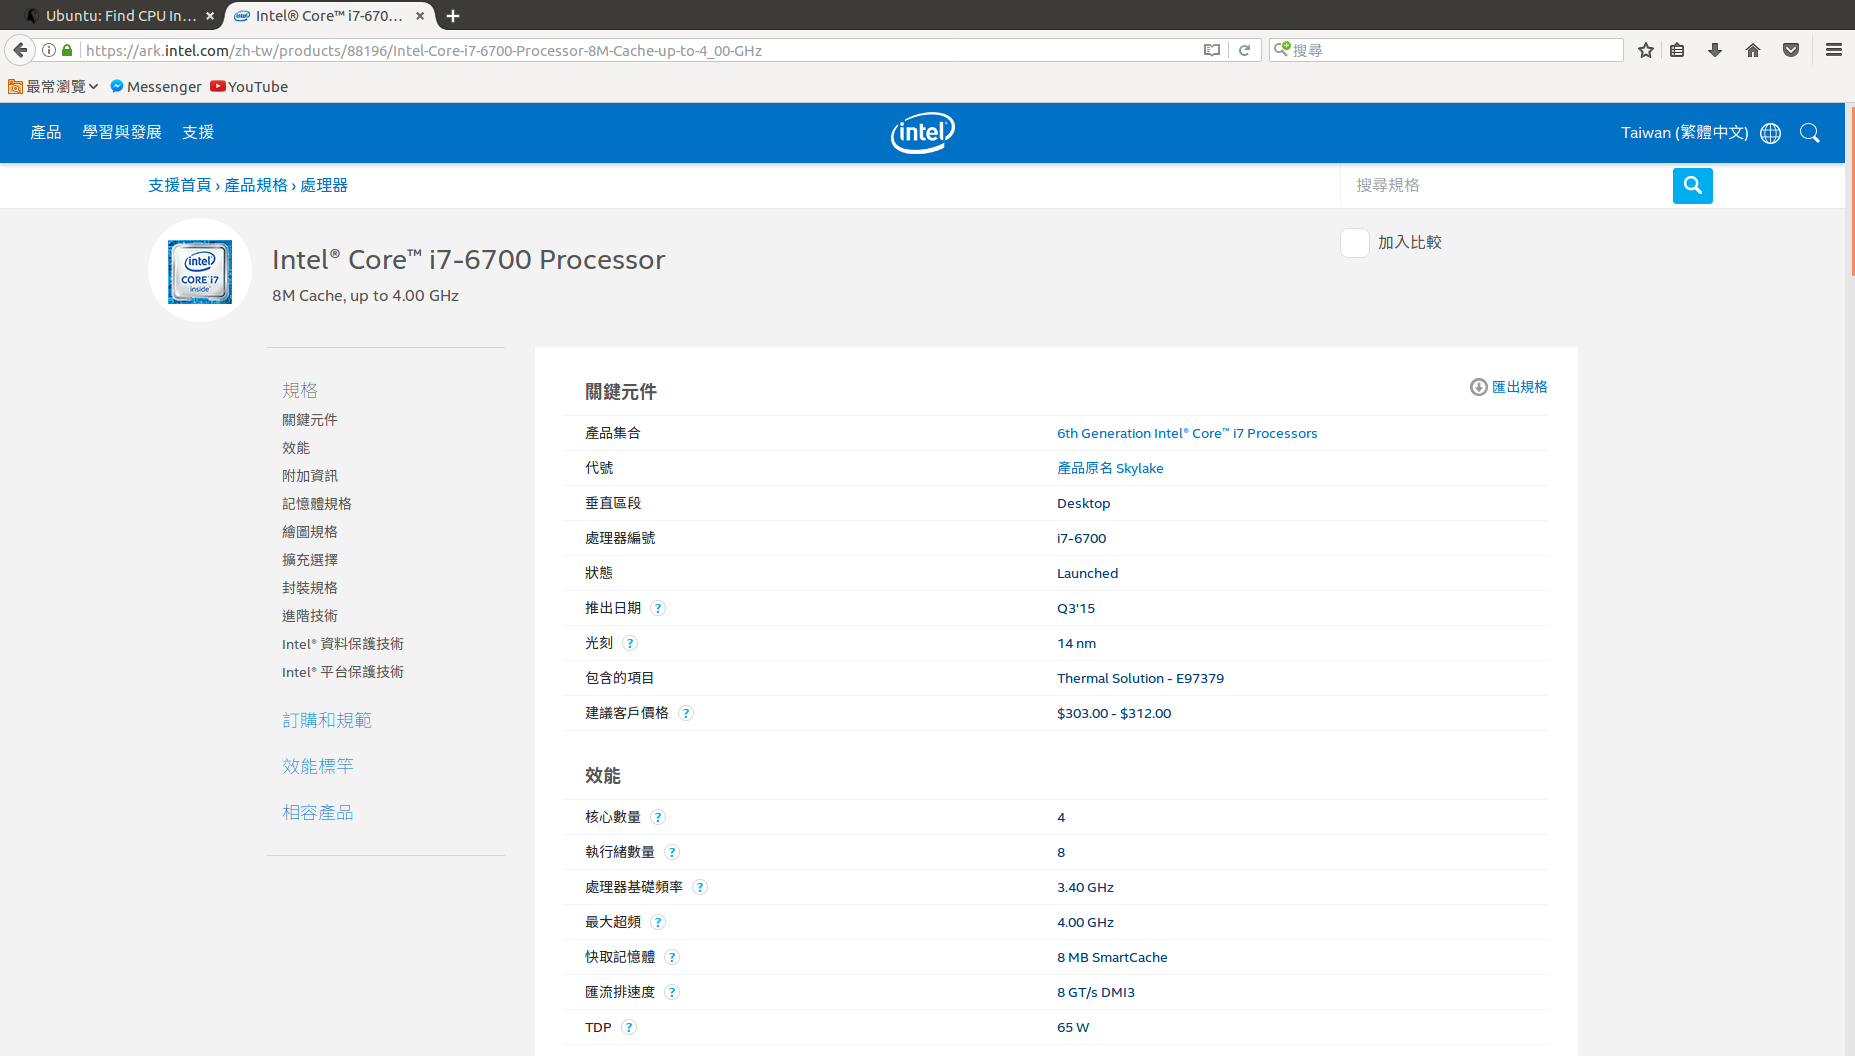 Ubuntu: Find CPU In...
Intel® Core™ i7-670...
https://ark.intel.com/zh-tw/products/88196/Intel-Core-i7-6700-Processor-8M-Cache-up-to-4_00-GHz
搜尋
最常瀏覽 Messenger YouTube
產品 學習與發展 支援
intel
Taiwan (繁體中文)
支援首頁 › 產品規格 › 處理器
搜尋規格
intel CORE i7 inside
Intel® Core™ i7-6700 Processor
8M Cache, up to 4.00 GHz
加入比較
規格
關鍵元件
效能
附加資訊
記憶體規格
繪圖規格
擴充選擇
封裝規格
進階技術
Intel® 資料保護技術
Intel® 平台保護技術
訂購和規範
效能標竿
相容產品
關鍵元件
匯出規格
產品集合 6th Generation Intel® Core™ i7 Processors
代號 產品原名 Skylake
垂直區段 Desktop
處理器編號 i7-6700
狀態 Launched
推出日期 ? Q3'15
光刻 ? 14 nm
包含的項目 Thermal Solution - E97379
建議客戶價格 ? $303.00 - $312.00
效能
核心數量 ? 4
執行緒數量 ? 8
處理器基礎頻率 ? 3.40 GHz
最大超頻 ? 4.00 GHz
快取記憶體 ? 8 MB SmartCache
匯流排速度 ? 8 GT/s DMI3
TDP ? 65 W